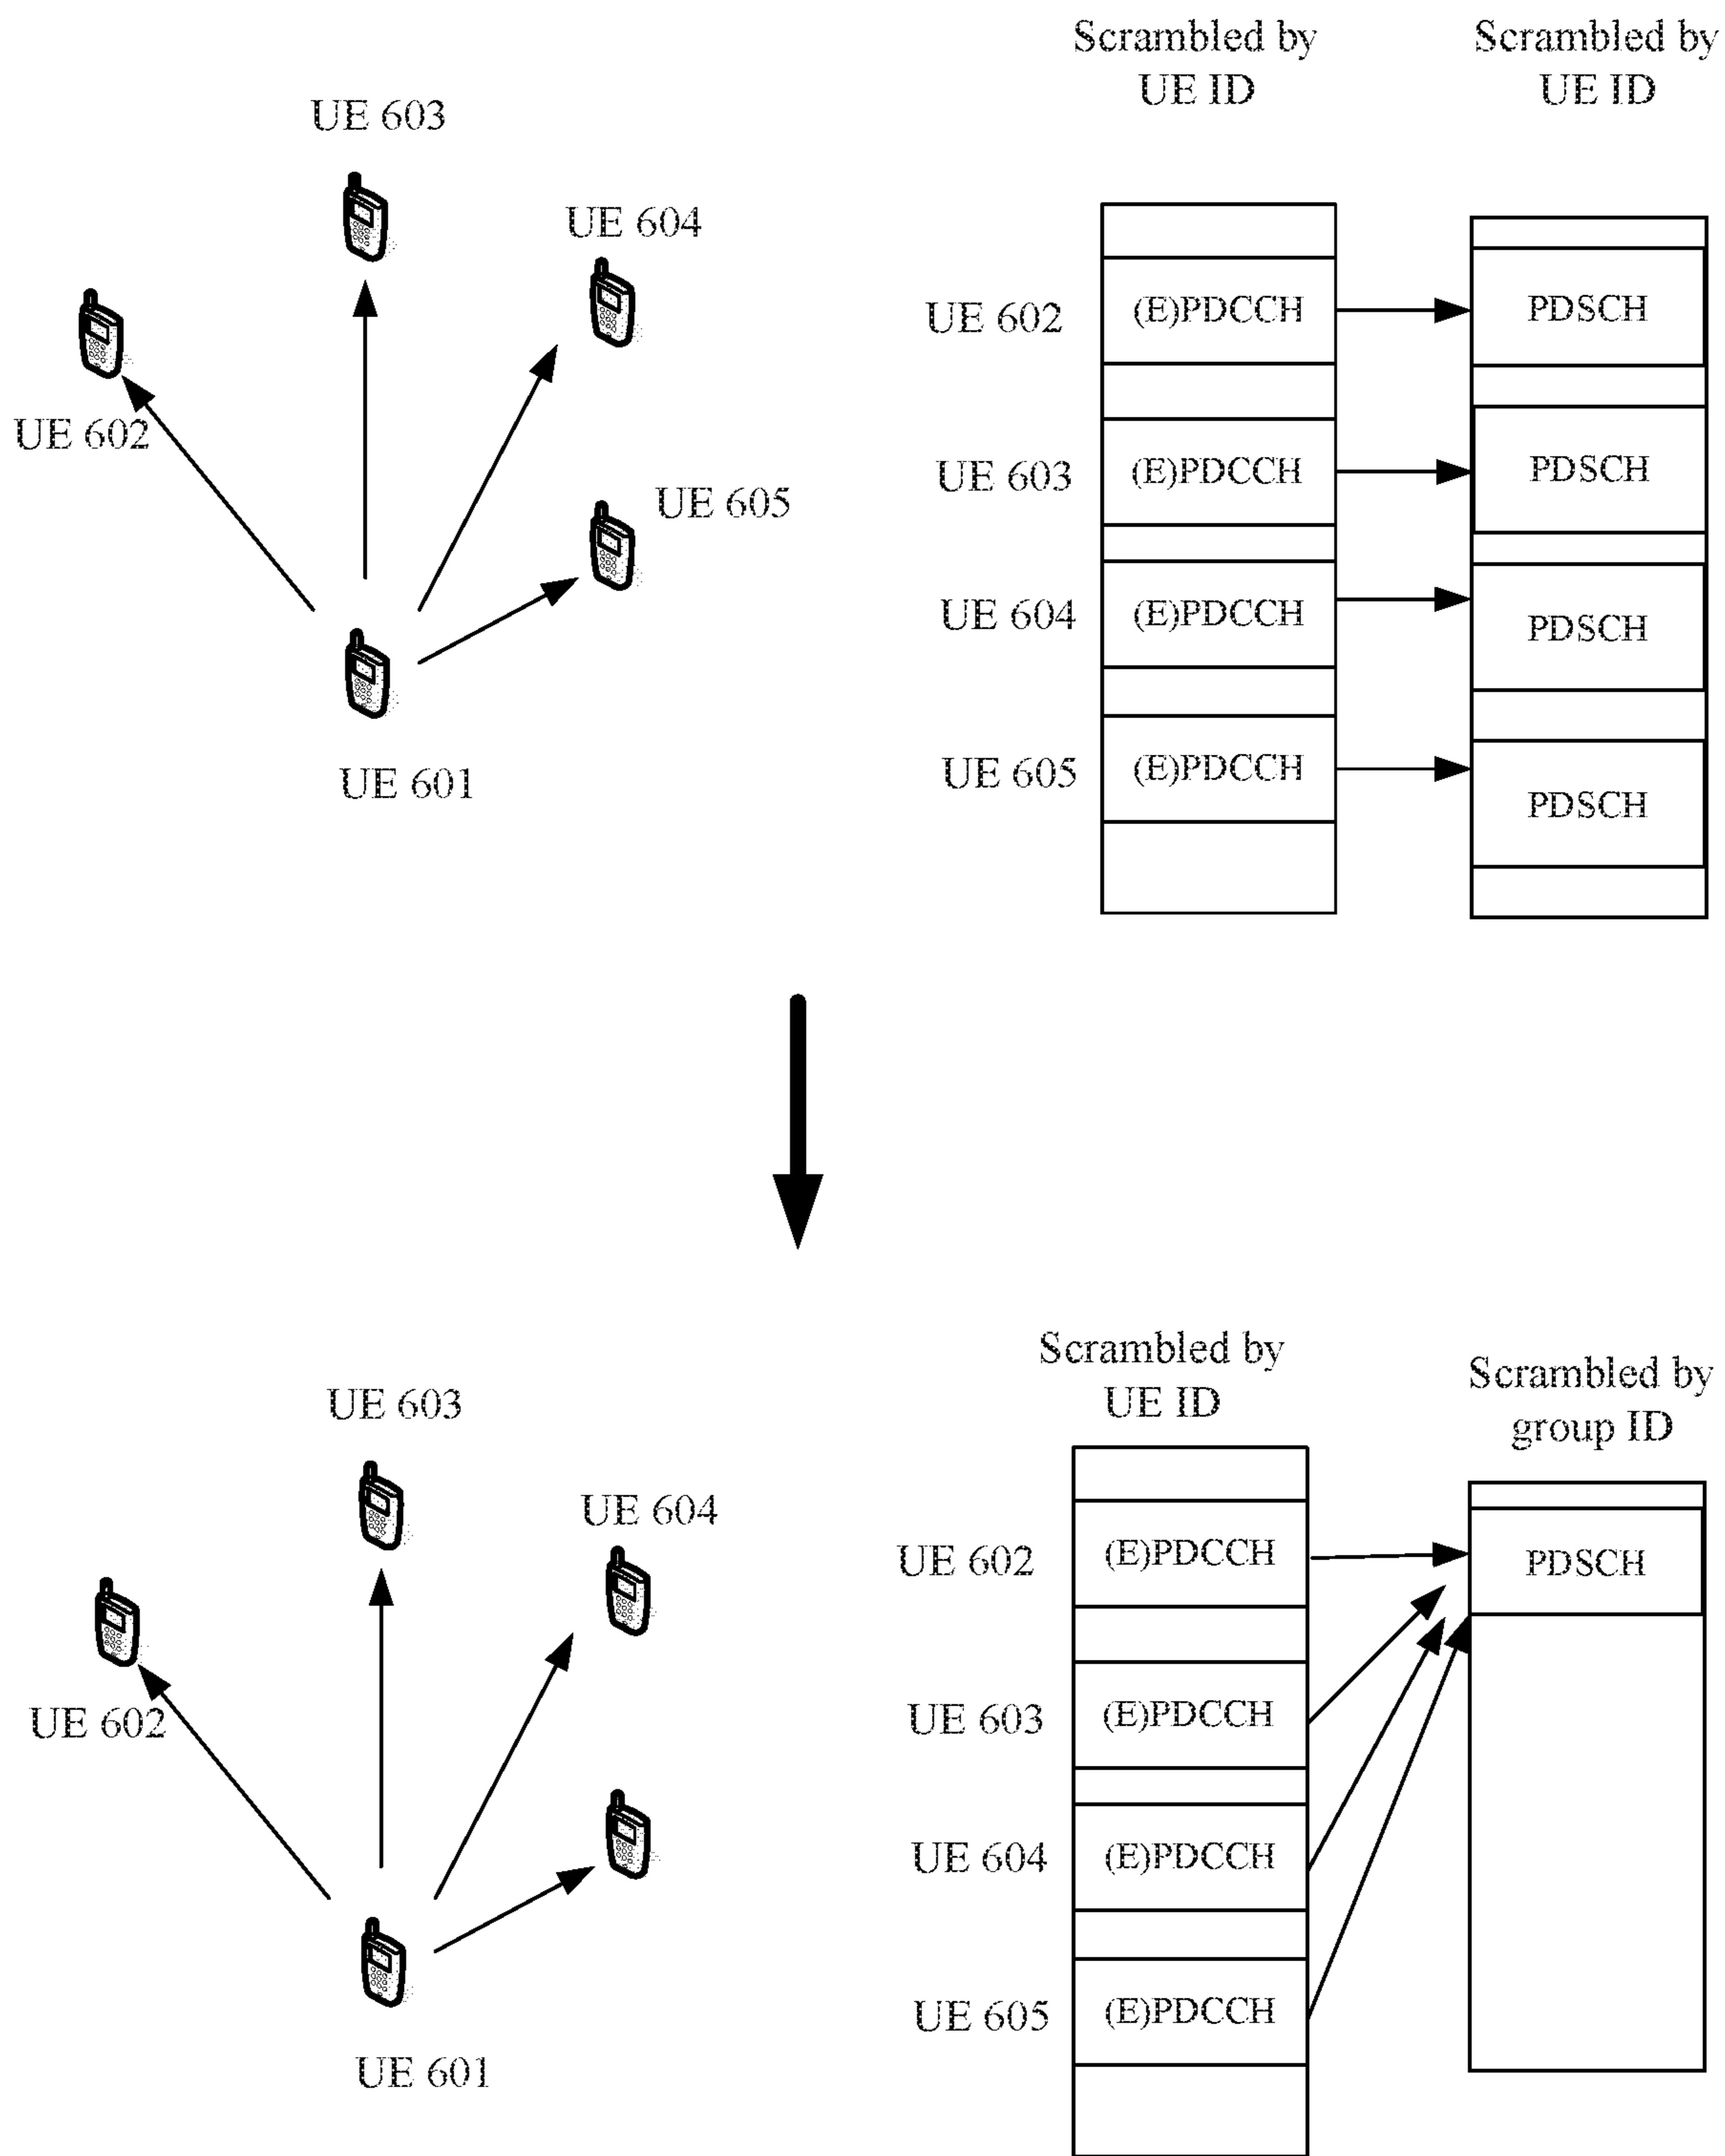 Scrambled by
UE ID
Scrambled by
UE ID
UE 603
UE 604
UE 602
UE 605
UE 601
UE 602
(E)PDCCH
PDSCH
UE 603
(E)PDCCH
PDSCH
UE 604
(E)PDCCH
PDSCH
UE 605
(E)PDCCH
PDSCH
Scrambled by
UE ID
Scrambled by
group ID
UE 603
UE 604
UE 602
UE 601
UE 602
(E)PDCCH
PDSCH
UE 603
(E)PDCCH
UE 604
(E)PDCCH
UE 605
(E)PDCCH